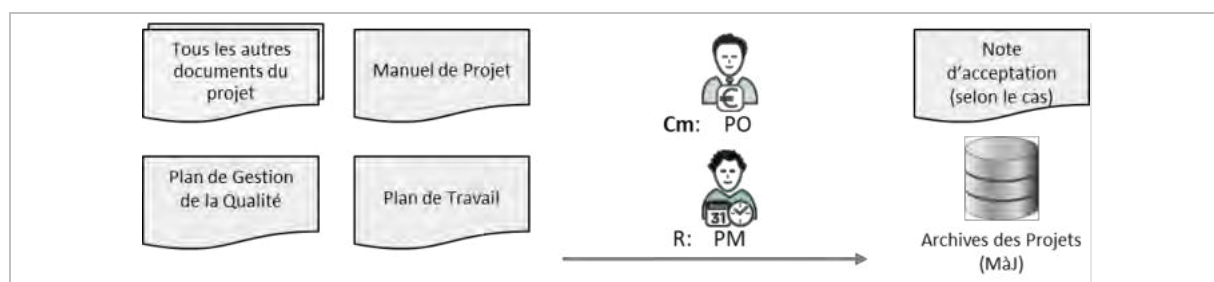 Tous les autres
documents du
projet
Manuel de Projet
Plan de Gestion
de la Qualité
Plan de Travail
€
Cm: PO
31
R: PM
Note
d'acceptation
(selon le cas)
Archives des Projets
(MàJ)